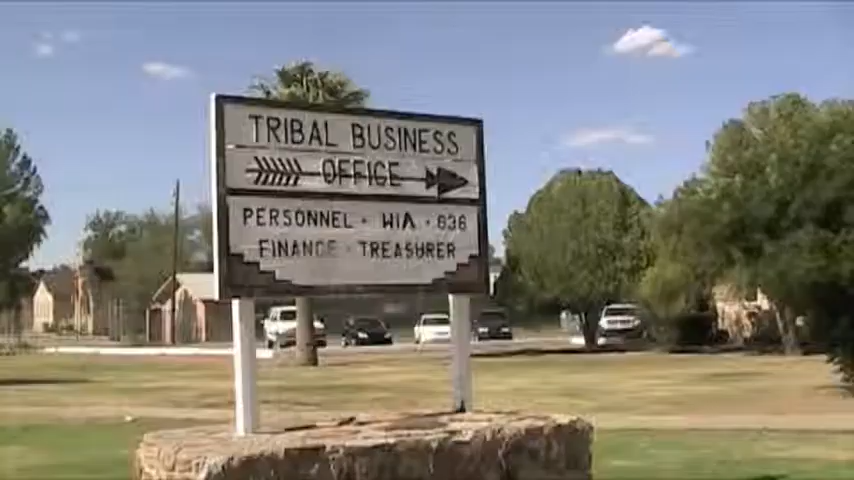 TRIBAL BUSINESS
OFFICE
PERSONNEL - WIA - 638
FINANCE - TREASURER